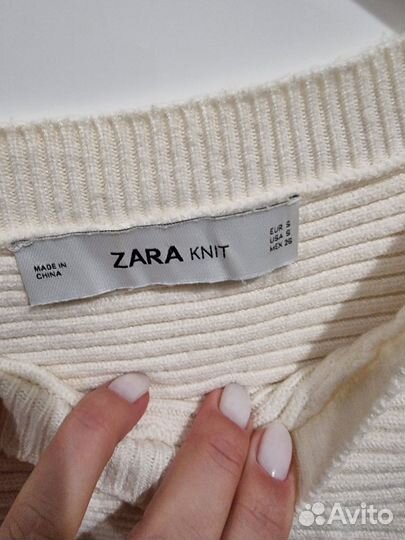 MADE IN
CHINA
ZARA KNIT
EUR S
USA S
MEX 26
Avito